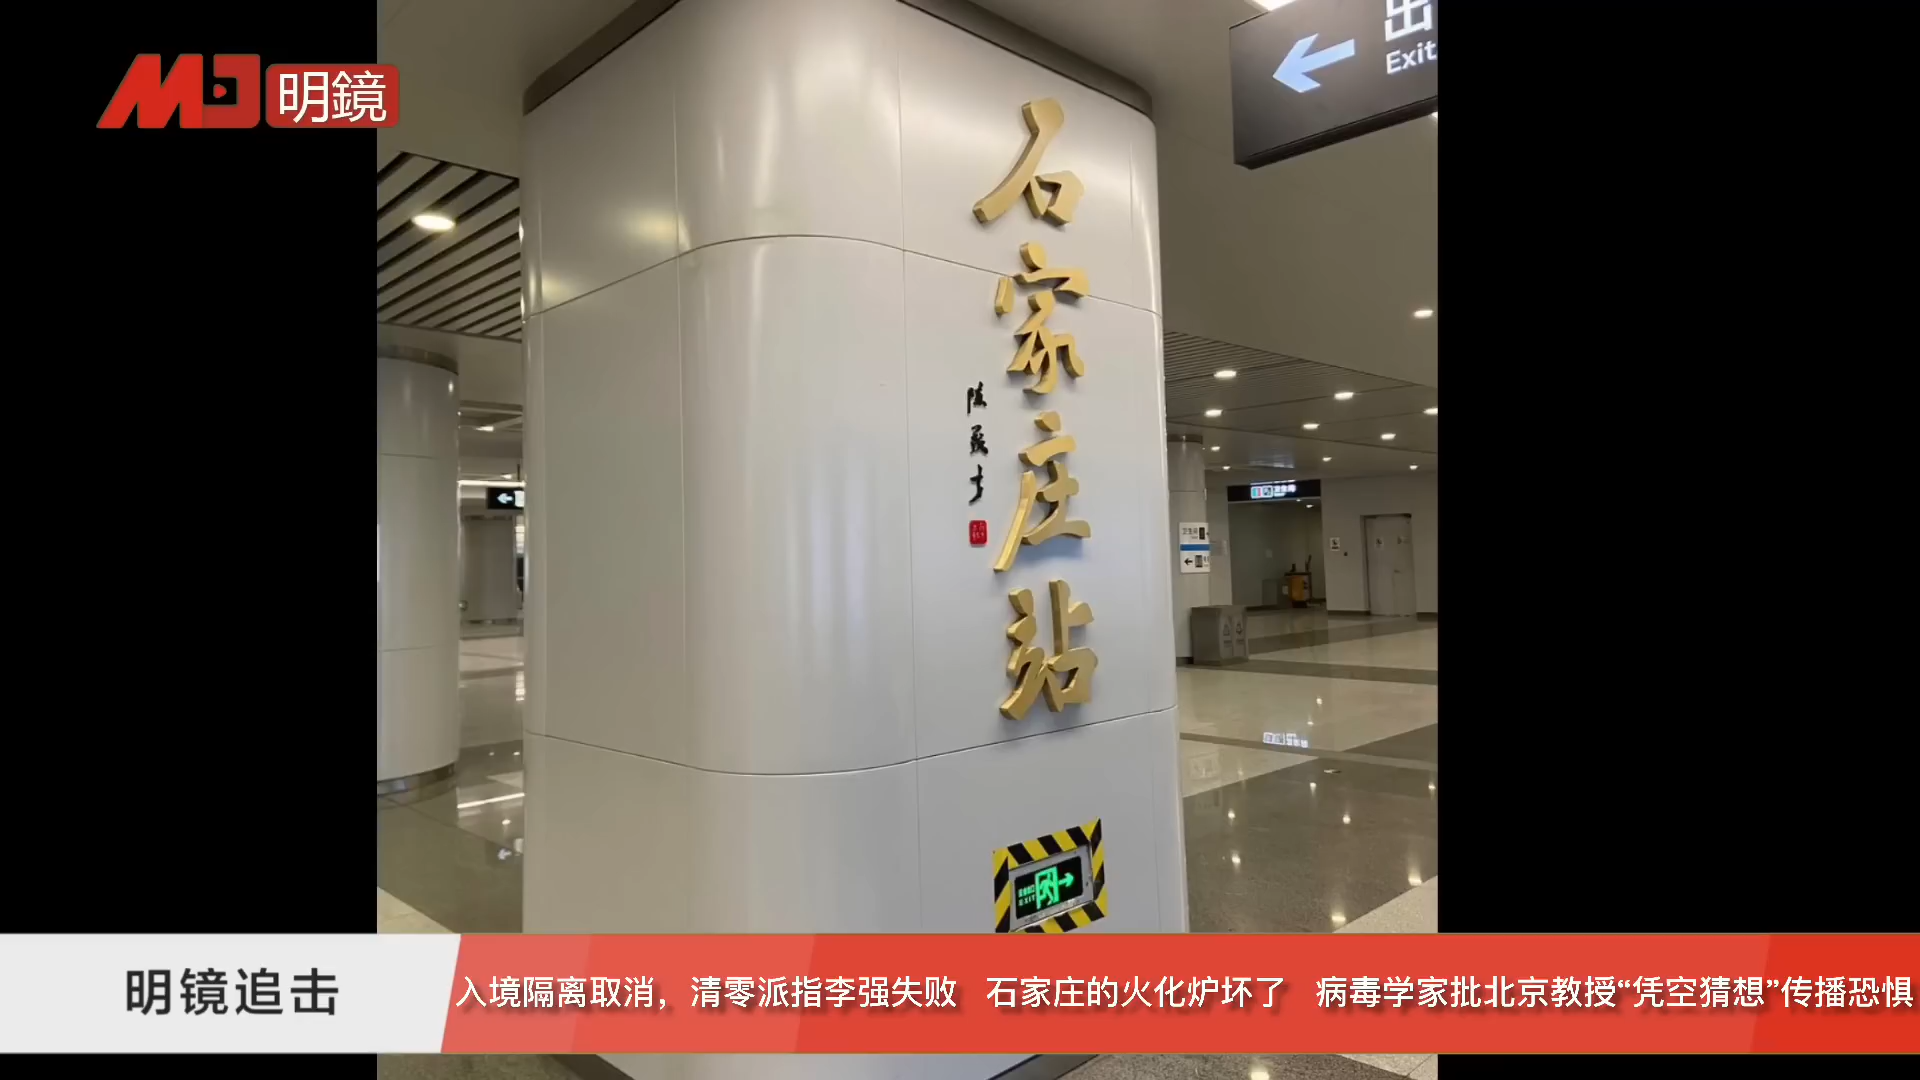 明鏡
出
Exit
石家庄站
EXIT
明镜追击
入境隔离取消，清零派指李强失败 石家庄的火化炉坏了 病毒学家批北京教授“凭空猜想”传播恐惧